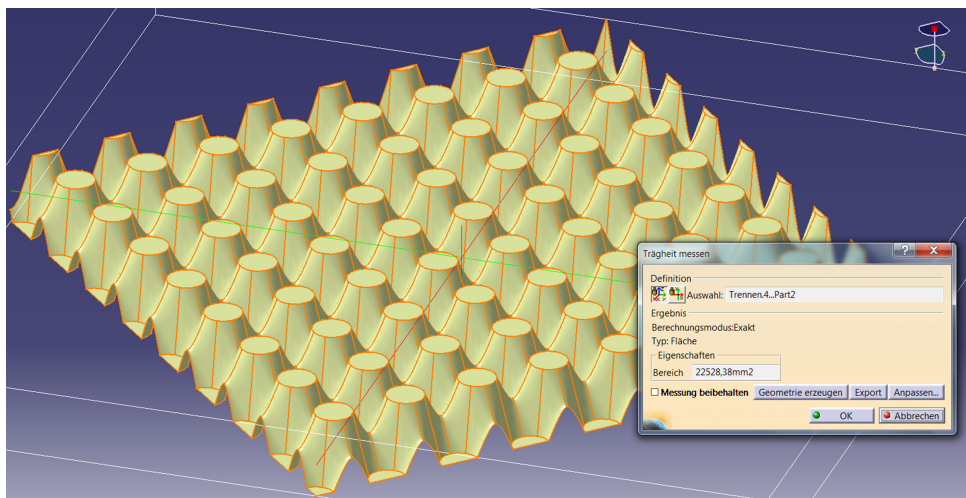 Trägheit messen
Definition
Auswahl: Trennen.4...Part2
Ergebnis
Berechnungsmodus:Exakt
Typ: Fläche
Eigenschaften
Bereich 22528,38mm2
Messung beibehalten Geometrie erzeugen Export Anpassen...
OK Abbrechen